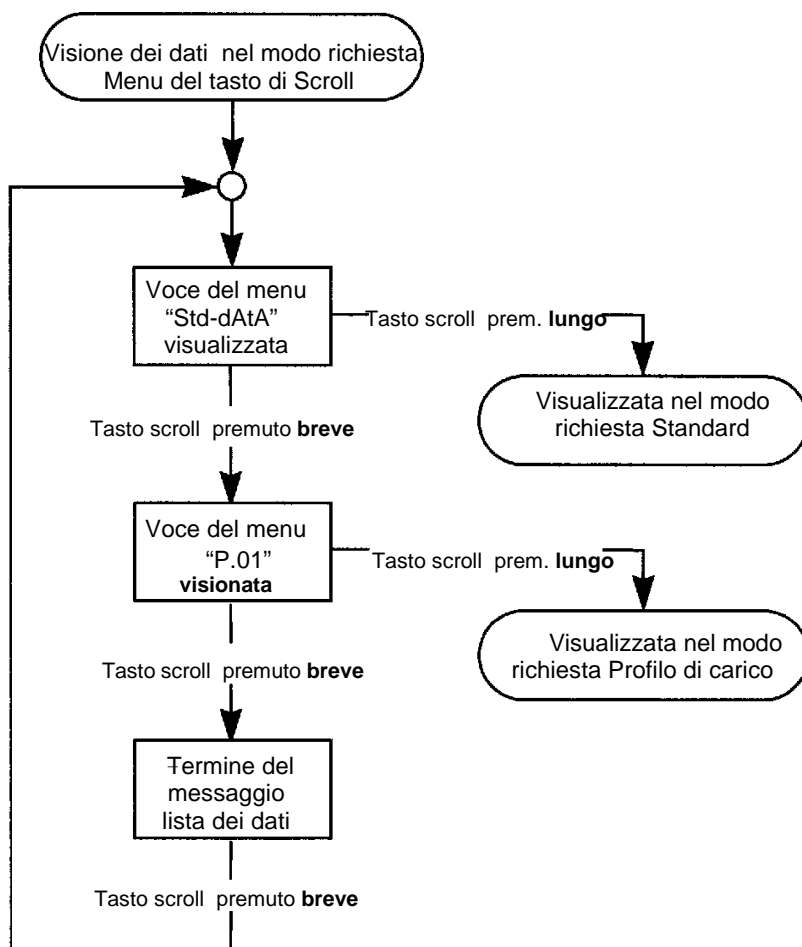 Visione dei dati nel modo richiesta
Menu del tasto di Scroll
Voce del menu
“Std-dAtA”
visualizzata
Tasto scroll prem. lungo
Visualizzata nel modo
richiesta Standard
Tasto scroll premuto breve
Voce del menu
“P.01”
visionata
Tasto scroll prem. lungo
Visualizzata nel modo
richiesta Profilo di carico
Tasto scroll premuto breve
Termine del
messaggio
lista dei dati
Tasto scroll premuto breve